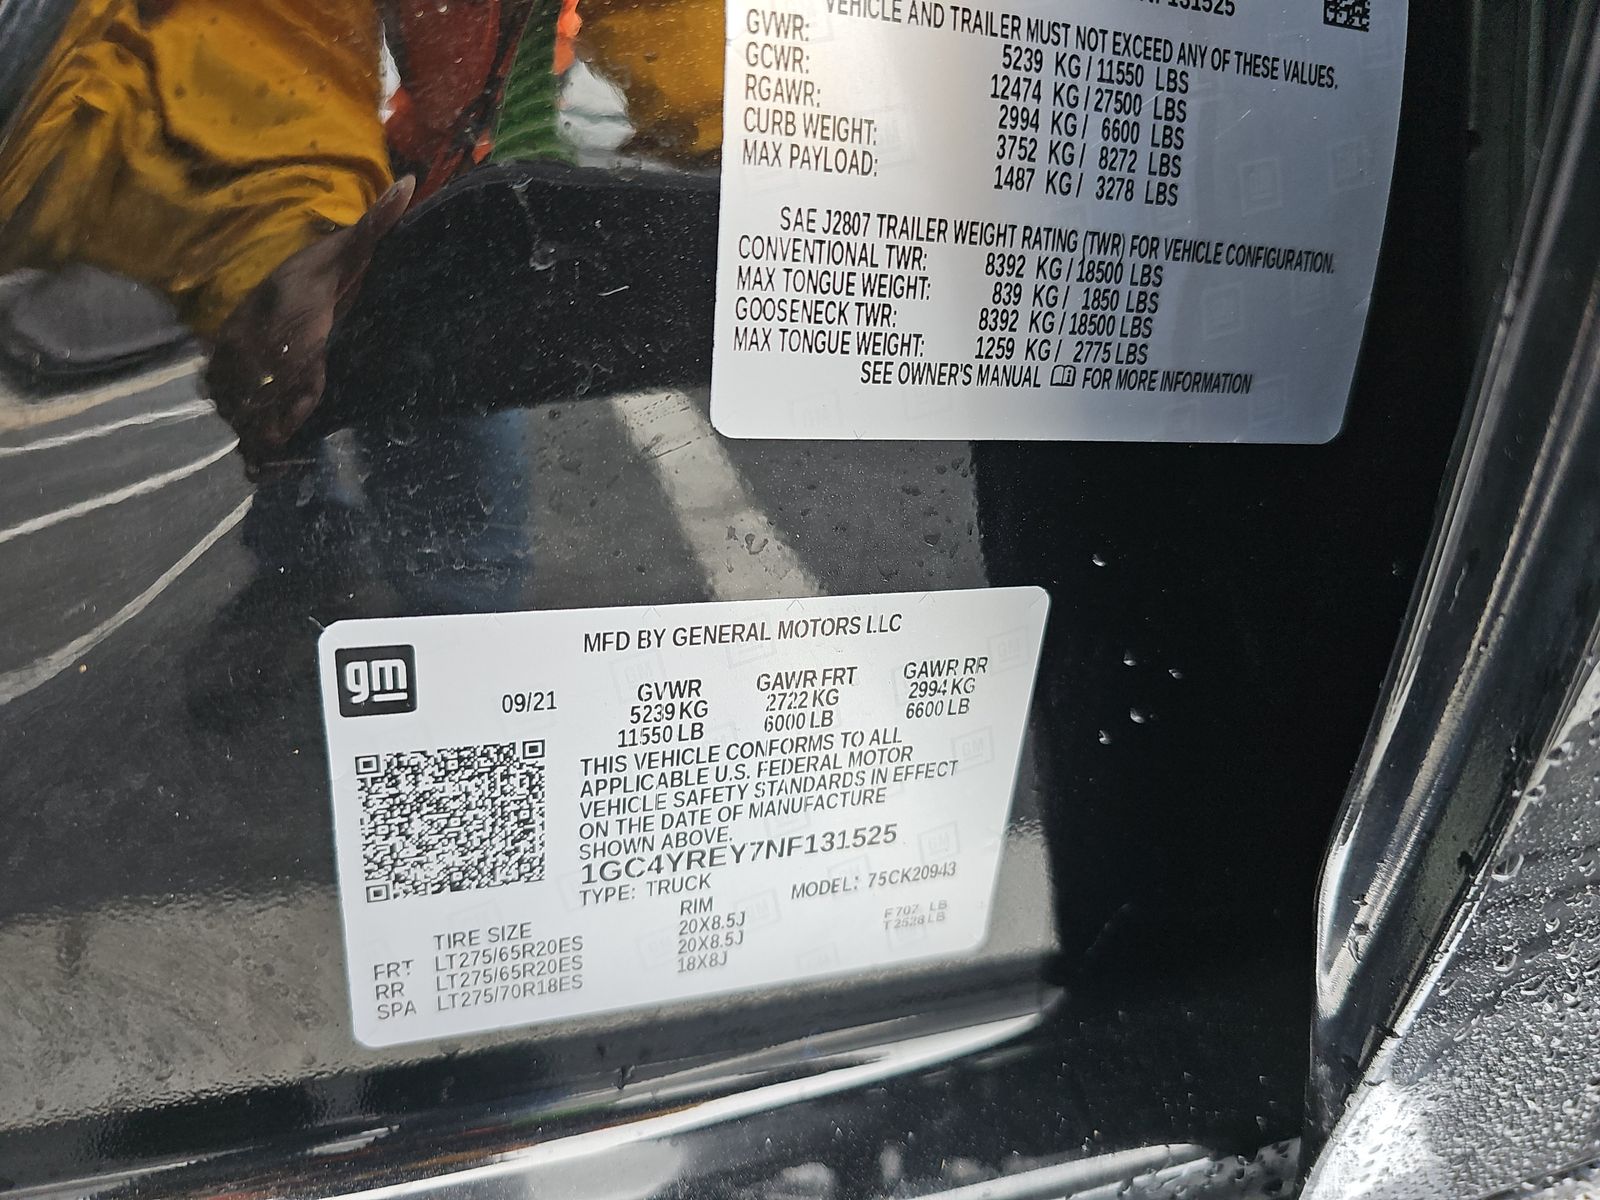 NF131525
VEHICLE AND TRAILER MUST NOT EXCEED ANY OF THESE VALUES.
GVWR: 5239 KG/11550 LBS
GCWR: 12474 KG/27500 LBS
RGAWR: 2994 KG/ 6600 LBS
CURB WEIGHT: 3752 KG/ 8272 LBS
MAX PAYLOAD: 1487 KG/ 3278 LBS
SAE J2807 TRAILER WEIGHT RATING (TWR) FOR VEHICLE CONFIGURATION.
CONVENTIONAL TWR: 8392 KG/18500 LBS
MAX TONGUE WEIGHT: 839 KG/ 1850 LBS
GOOSENECK TWR: 8392 KG/18500 LBS
MAX TONGUE WEIGHT: 1259 KG/ 2775 LBS
SEE OWNER'S MANUAL FOR MORE INFORMATION
MFD BY GENERAL MOTORS LLC
gm
09/21
GVWR GAWR FRT GAWR RR
5239 KG 2722 KG 2994 KG
11550 LB 6000 LB 6600 LB
THIS VEHICLE CONFORMS TO ALL
APPLICABLE U.S. FEDERAL MOTOR
VEHICLE SAFETY STANDARDS IN EFFECT
ON THE DATE OF MANUFACTURE
SHOWN ABOVE.
1GC4YREY7NF131525
TYPE: TRUCK MODEL: 75CK20943
TIRE SIZE RIM
FRT LT275/65R20ES 20X8.5J F 707 LB
RR LT275/65R20ES 20X8.5J T 2528 LB
SPA LT275/70R18ES 18X8J